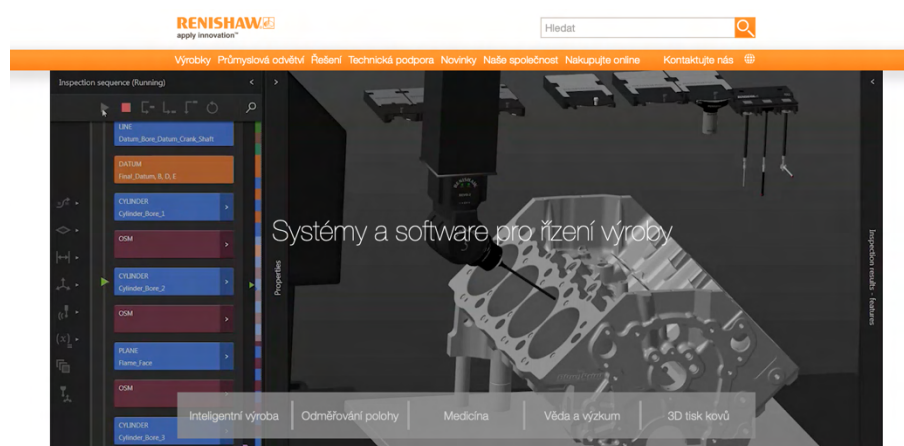 RENISHAW
apply innovation™
Hledat
Výrobky Průmyslová odvětví Řešení Technická podpora Novinky Naše společnost Nakupujte online Kontaktujte nás
Inspection sequence (Running)
LINE
Datum_Bore_Datum_Crank_Shaft
DATUM
Final_Datum, B, D, E
CYLINDER
Cylinder_Bore_1
OSM
CYLINDER
Cylinder_Bore_2
OSM
PLANE
Flame_Face
OSM
CYLINDER
Cylinder_Bore_3
Properties
RENISHAW
Systémy a software pro řízení výroby
Inspection results - features
Inteligentní výroba
Odměřování polohy
Medicína
Věda a výzkum
3D tisk kovů